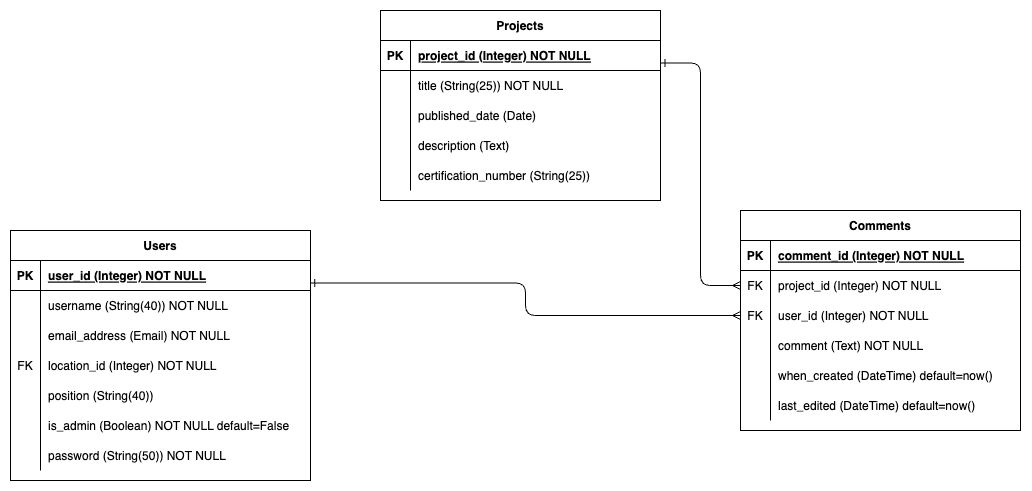 Projects
PK project_id (Integer) NOT NULL
title (String(25)) NOT NULL
published_date (Date)
description (Text)
certification_number (String(25))
Users
PK user_id (Integer) NOT NULL
username (String(40)) NOT NULL
email_address (Email) NOT NULL
FK location_id (Integer) NOT NULL
position (String(40))
is_admin (Boolean) NOT NULL default=False
password (String(50)) NOT NULL
Comments
PK comment_id (Integer) NOT NULL
FK project_id (Integer) NOT NULL
FK user_id (Integer) NOT NULL
comment (Text) NOT NULL
when_created (DateTime) default=now()
last_edited (DateTime) default=now()